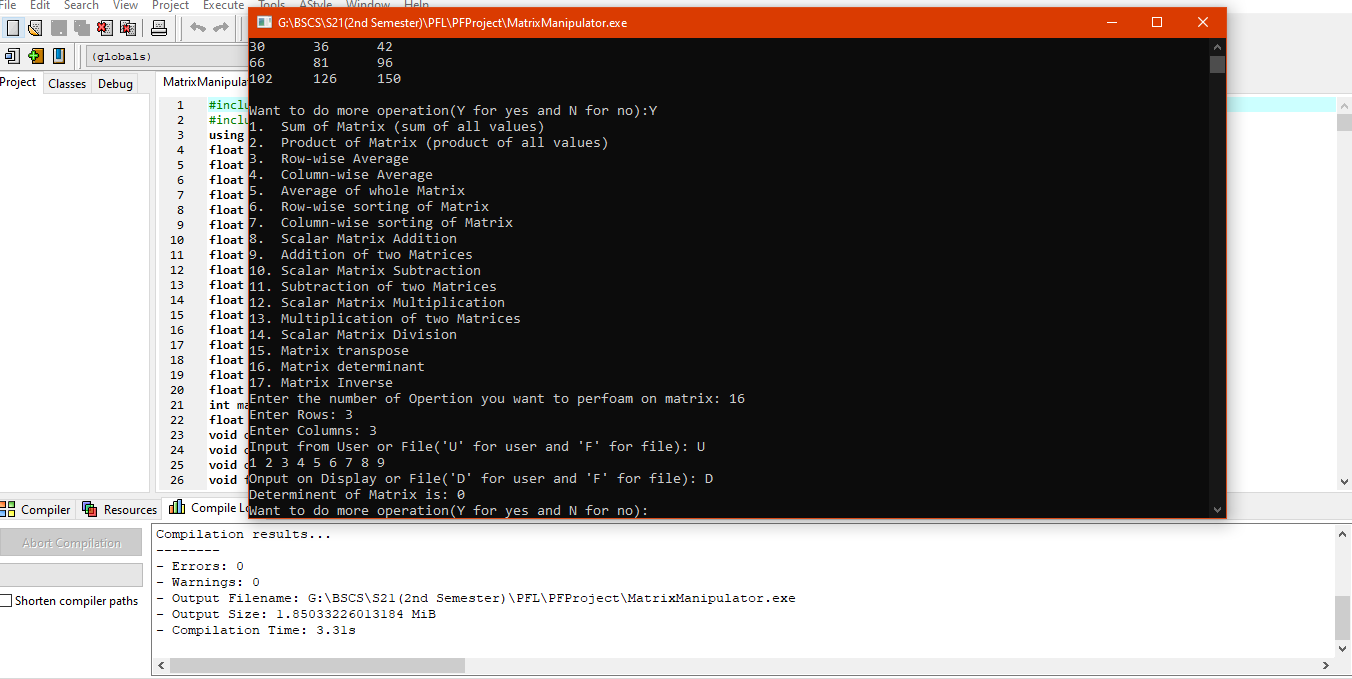 File Edit Search View Project Execute Tools AStyle Window Help
G:\BSCS\S21(2nd Semester)\PFL\PFProject\MatrixManipulator.exe
(globals)
Project Classes Debug
MatrixManipula
1 #inclu
2 #inclu
3 using
4 float
5 float
6 float
7 float
8 float
9 float
10 float
11 float
12 float
13 float
14 float
15 float
16 float
17 float
18 float
19 float
20 float
21 int ma
22 float
23 void
24 void
25 void
26 void
30 36 42
66 81 96
102 126 150
Want to do more operation(Y for yes and N for no):Y
1. Sum of Matrix (sum of all values)
2. Product of Matrix (product of all values)
3. Row-wise Average
4. Column-wise Average
5. Average of whole Matrix
6. Row-wise sorting of Matrix
7. Column-wise sorting of Matrix
8. Scalar Matrix Addition
9. Addition of two Matrices
10. Scalar Matrix Subtraction
11. Subtraction of two Matrices
12. Scalar Matrix Multiplication
13. Multiplication of two Matrices
14. Scalar Matrix Division
15. Matrix transpose
16. Matrix determinant
17. Matrix Inverse
Enter the number of Opertion you want to perfoam on matrix: 16
Enter Rows: 3
Enter Columns: 3
Input from User or File('U' for user and 'F' for file): U
1 2 3 4 5 6 7 8 9
Onput on Display or File('D' for user and 'F' for file): D
Determinent of Matrix is: 0
Want to do more operation(Y for yes and N for no):
Compiler Resources Compile Lo
Abort Compilation
Shorten compiler paths
Compilation results...
--------
- Errors: 0
- Warnings: 0
- Output Filename: G:\BSCS\S21(2nd Semester)\PFL\PFProject\MatrixManipulator.exe
- Output Size: 1.85033226013184 MiB
- Compilation Time: 3.31s